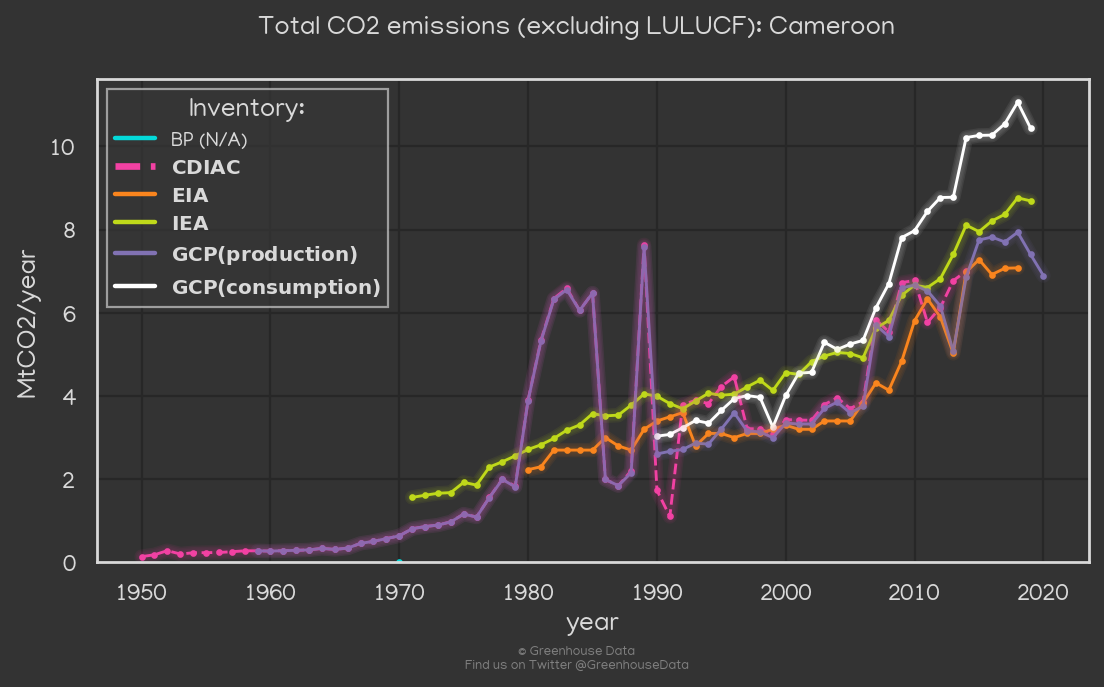 Total CO2 emissions (excluding LULUCF): Cameroon
Inventory:
BP (N/A)
CDIAC
EIA
IEA
GCP(production)
GCP(consumption)
MtCO2/year
10
8
6
4
2
0
1950 1960 1970 1980 1990 2000 2010 2020
year
© Greenhouse Data
Find us on Twitter @GreenhouseData